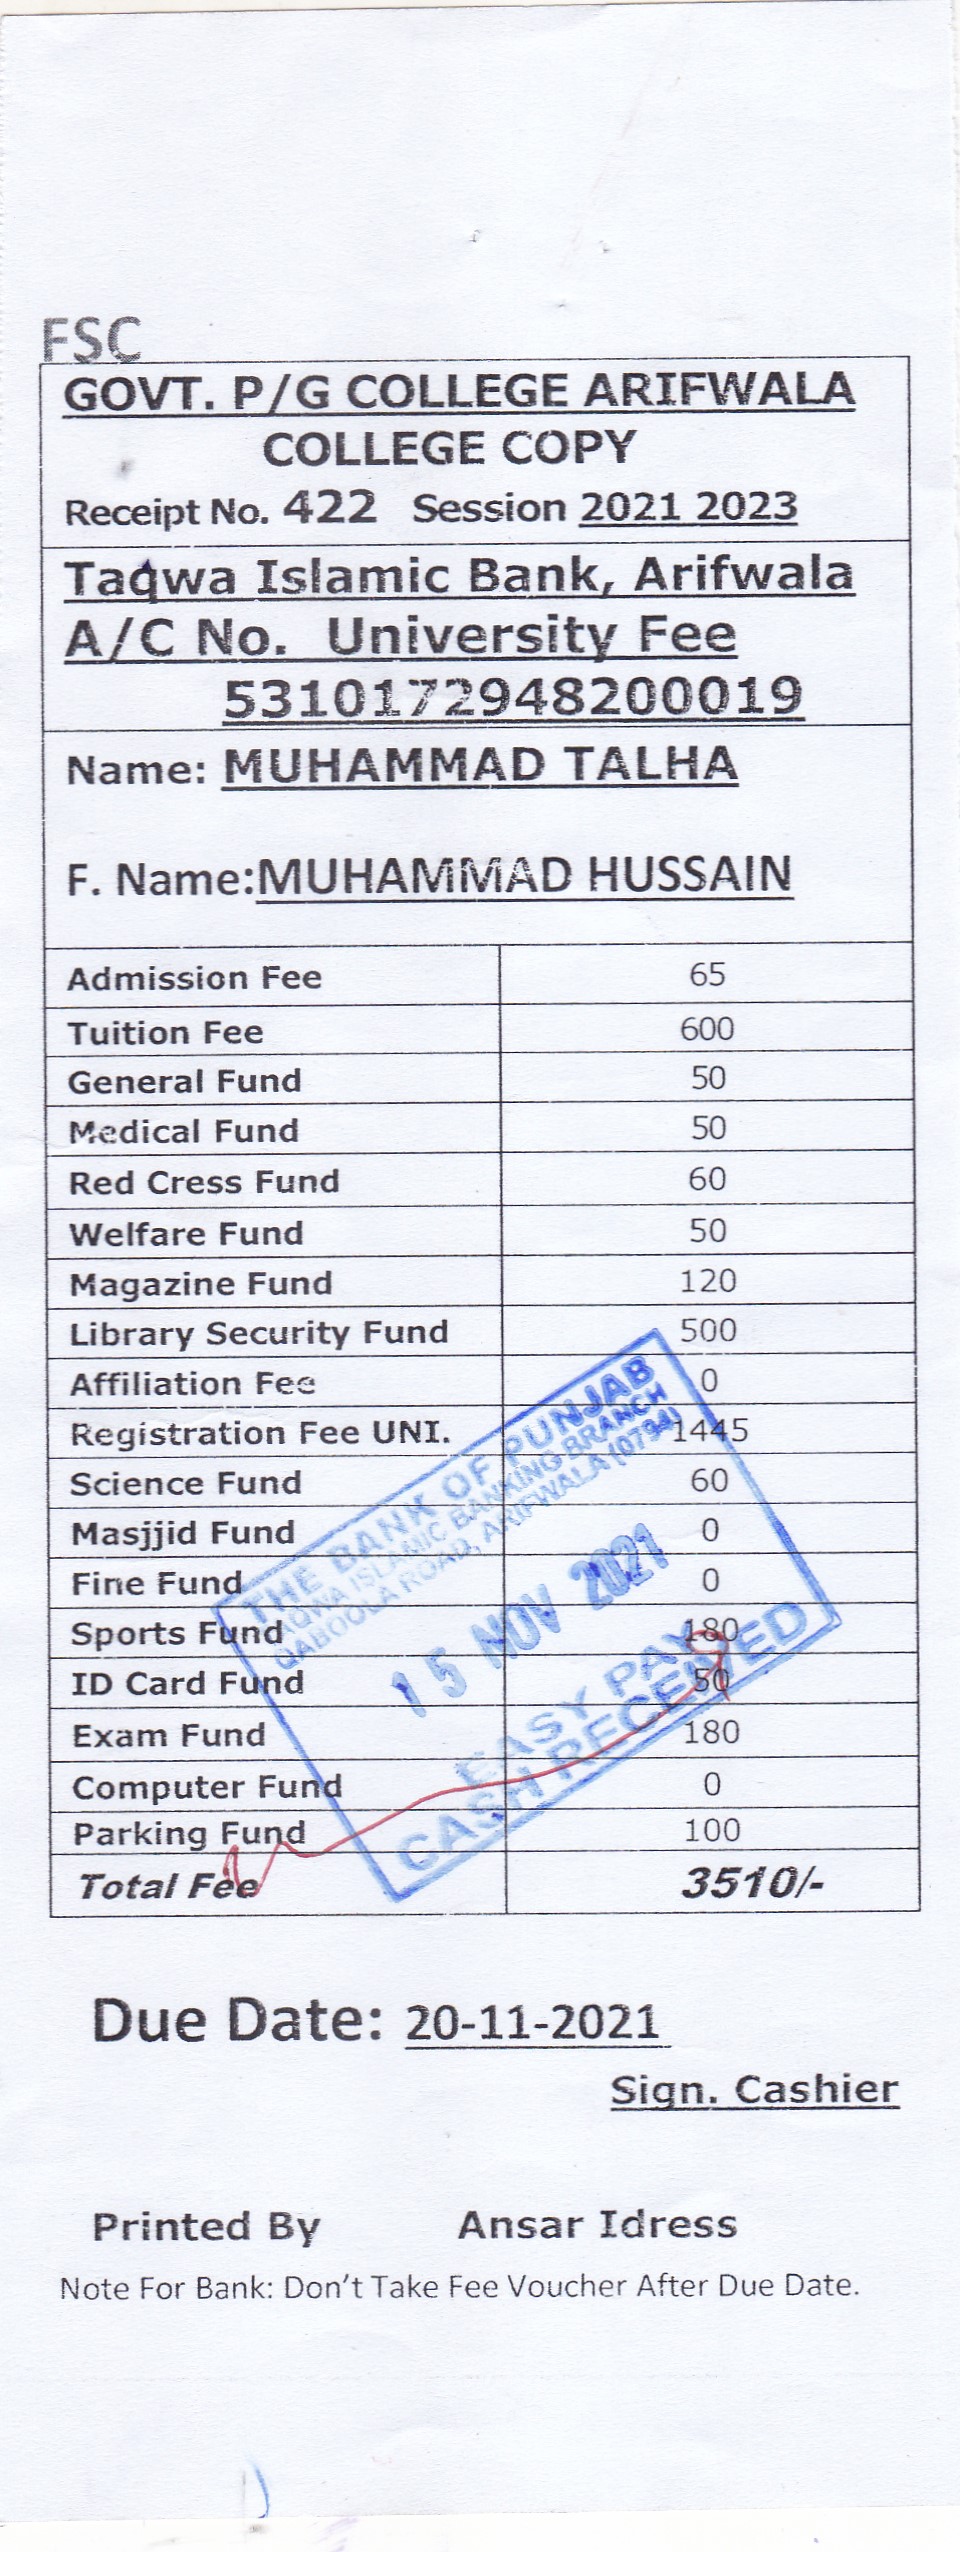 FSC
GOVT. P/G COLLEGE ARIFWALA
COLLEGE COPY
Receipt No. 422 Session 2021 2023
Taqwa Islamic Bank, Arifwala
A/C No. University Fee
5310172948200019
Name: MUHAMMAD TALHA
F. Name:MUHAMMAD HUSSAIN
Admission Fee 65
Tuition Fee 600
General Fund 50
Medical Fund 50
Red Cress Fund 60
Welfare Fund 50
Magazine Fund 120
Library Security Fund 500
Affiliation Fee 0
Registration Fee UNI. 1445
Science Fund 60
Masjjid Fund 0
Fine Fund 0
Sports Fund 180
ID Card Fund 50
Exam Fund 180
Computer Fund 0
Parking Fund 100
Total Fee 3510/-
THE BANK OF PUNJAB
TAQWA ISLAMIC BANKING BRANCH
QABOOLA ROAD, ARIFWALA (0794)
15 NOV 2021
EASY PAY
CASH RECEIVED
Due Date: 20-11-2021
Sign. Cashier
Printed By Ansar Idress
Note For Bank: Don't Take Fee Voucher After Due Date.